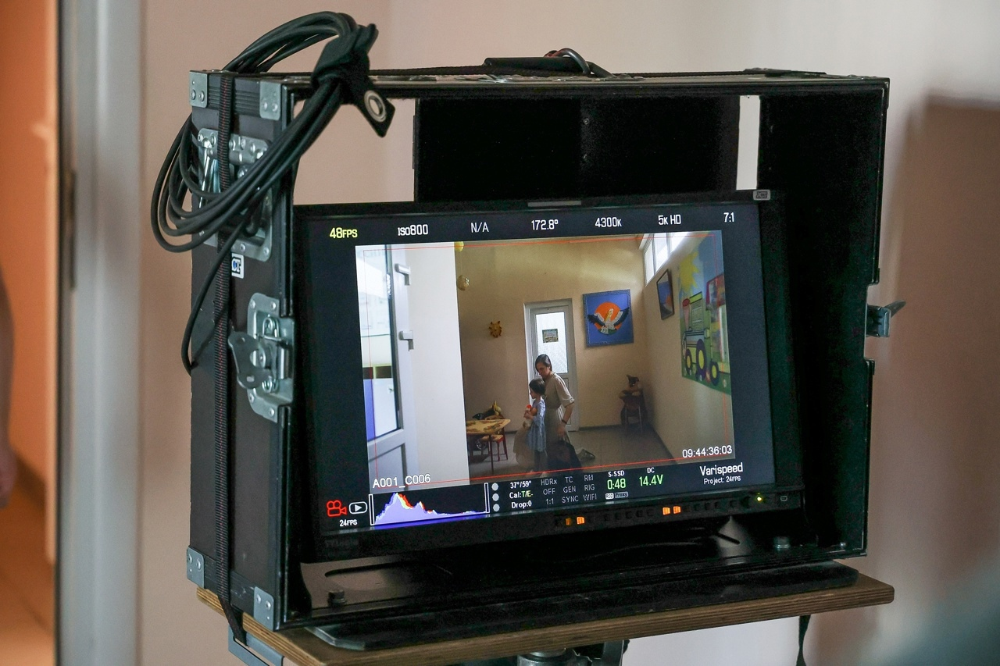 48FPS ISO800 N/A 172.8° 4300K 5K HD 7:1
09:44:36:03
A001_C006
24FPS
37°/59° HDRx TC RM S-SSD DC Varispeed
Cal:T/E- OFF GEN RIG 0:48 14.4V Project: 24FPS
Drop:0 1:1 SYNC WIFI